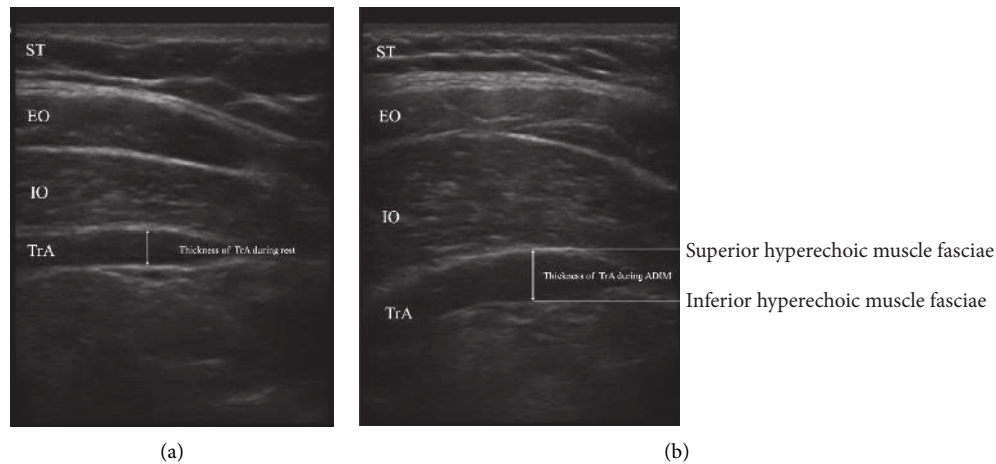 ST
EO
IO
TrA
Thickness of TrA during rest
(a)
ST
EO
IO
TrA
Thickness of TrA during ADIM
Superior hyperechoic muscle fasciae
Inferior hyperechoic muscle fasciae
(b)